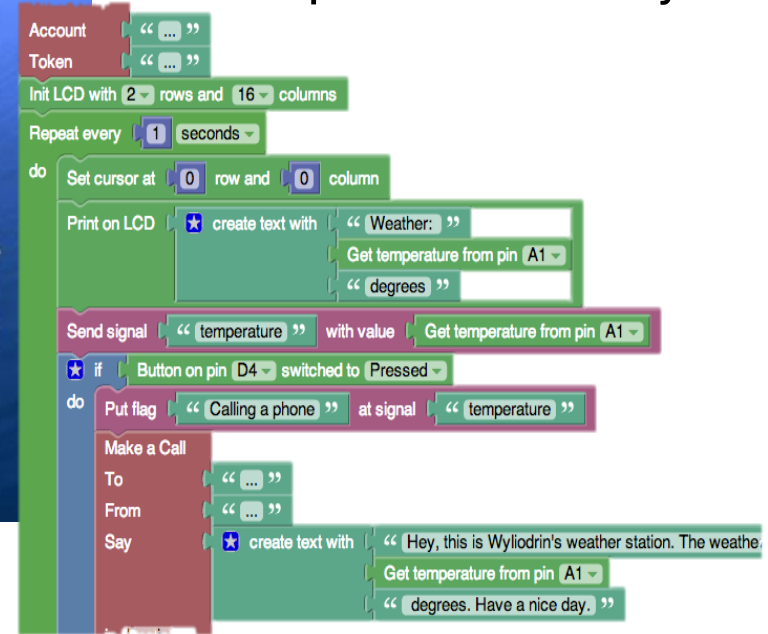 Account “ ... ”
Token “ ... ”
Init LCD with 2 rows and 16 columns
Repeat every 1 seconds
do Set cursor at 0 row and 0 column
Print on LCD create text with “ Weather: ”
Get temperature from pin A1
“ degrees ”
Send signal “ temperature ” with value Get temperature from pin A1
if Button on pin D4 switched to Pressed
do Put flag “ Calling a phone ” at signal “ temperature ”
Make a Call
To “ ... ”
From “ ... ”
Say create text with “ Hey, this is Wyliodrin's weather station. The weathe
Get temperature from pin A1
“ degrees. Have a nice day. ”